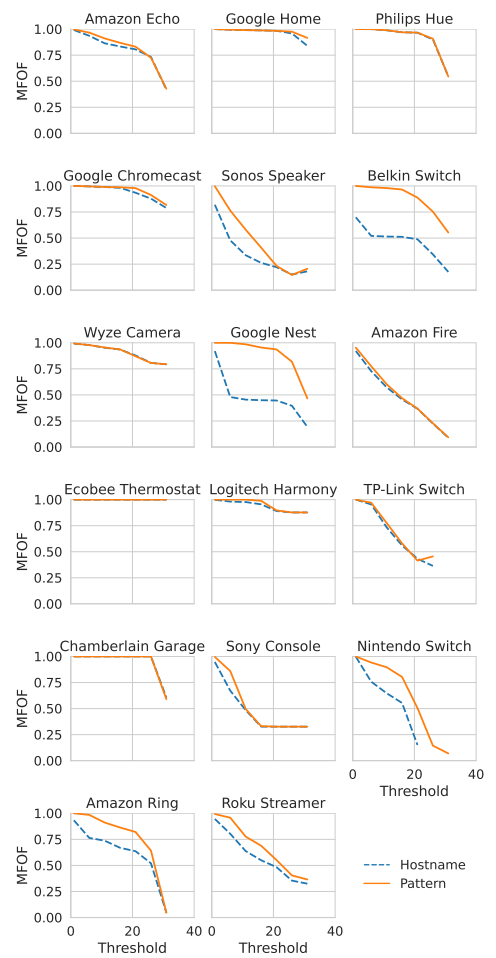 Amazon Echo Google Home Philips Hue
1.00
0.75
MFOF
0.50
0.25
0.00
Google Chromecast Sonos Speaker Belkin Switch
1.00
0.75
MFOF
0.50
0.25
0.00
Wyze Camera Google Nest Amazon Fire
1.00
0.75
MFOF
0.50
0.25
0.00
Ecobee Thermostat Logitech Harmony TP-Link Switch
1.00
0.75
MFOF
0.50
0.25
0.00
Chamberlain Garage Sony Console Nintendo Switch
1.00
0.75
MFOF
0.50
0.25
0.00
0 20 40
Threshold
Amazon Ring Roku Streamer
1.00
0.75
MFOF
0.50
0.25
0.00
0 20 40 0 20 40
Threshold Threshold
Hostname
Pattern